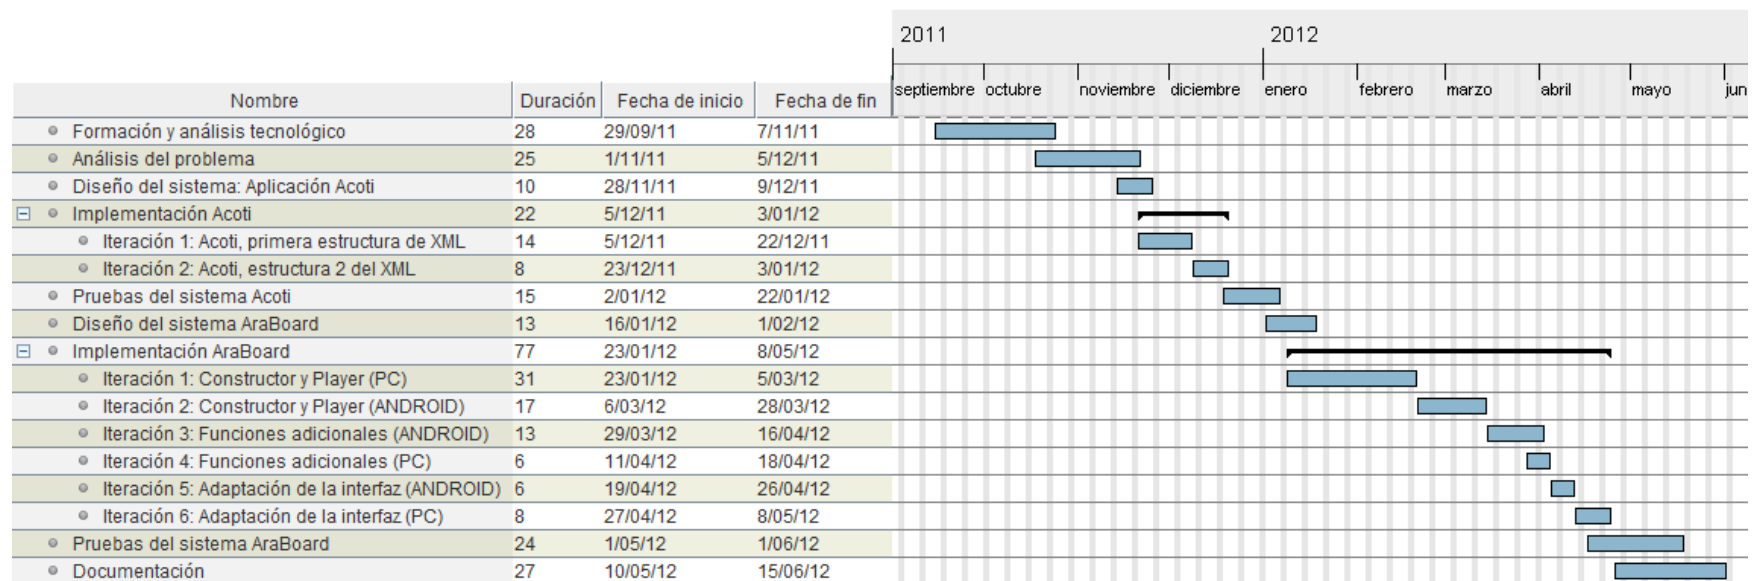 2011 2012
septiembre octubre noviembre diciembre enero febrero marzo abril mayo jun
Nombre Duración Fecha de inicio Fecha de fin
Formación y análisis tecnológico 28 29/09/11 7/11/11
Análisis del problema 25 1/11/11 5/12/11
Diseño del sistema: Aplicación Acoti 10 28/11/11 9/12/11
Implementación Acoti 22 5/12/11 3/01/12
Iteración 1: Acoti, primera estructura de XML 14 5/12/11 22/12/11
Iteración 2: Acoti, estructura 2 del XML 8 23/12/11 3/01/12
Pruebas del sistema Acoti 15 2/01/12 22/01/12
Diseño del sistema AraBoard 13 16/01/12 1/02/12
Implementación AraBoard 77 23/01/12 8/05/12
Iteración 1: Constructor y Player (PC) 31 23/01/12 5/03/12
Iteración 2: Constructor y Player (ANDROID) 17 6/03/12 28/03/12
Iteración 3: Funciones adicionales (ANDROID) 13 29/03/12 16/04/12
Iteración 4: Funciones adicionales (PC) 6 11/04/12 18/04/12
Iteración 5: Adaptación de la interfaz (ANDROID) 6 19/04/12 26/04/12
Iteración 6: Adaptación de la interfaz (PC) 8 27/04/12 8/05/12
Pruebas del sistema AraBoard 24 1/05/12 1/06/12
Documentación 27 10/05/12 15/06/12